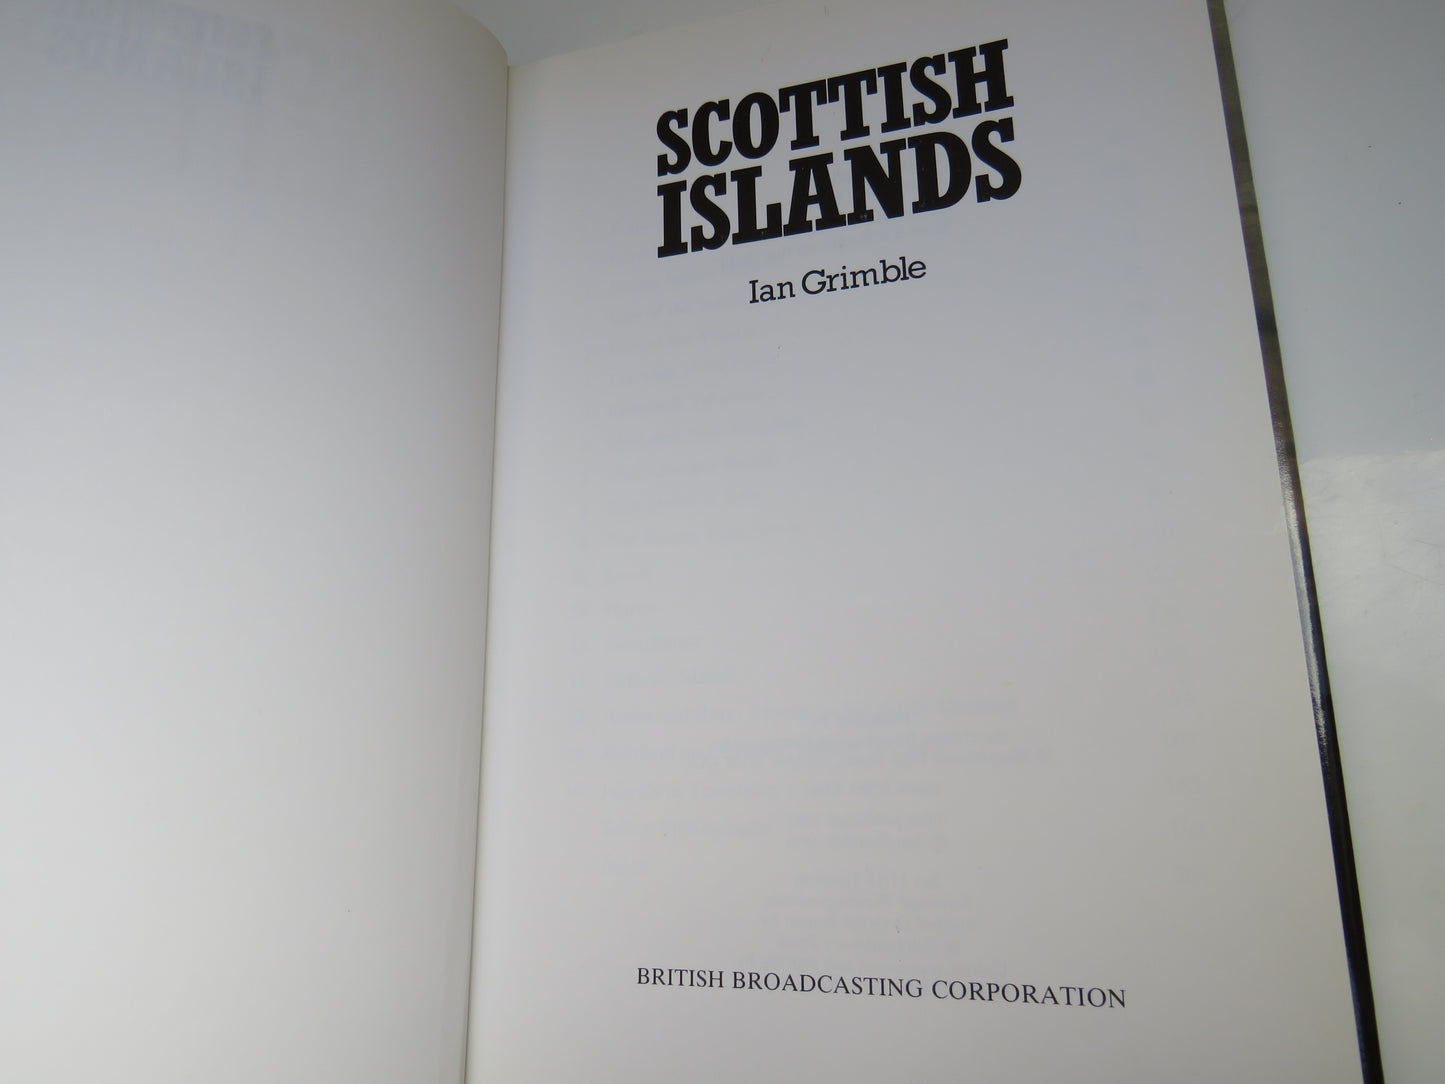 SCOTTISH
ISLANDS
Ian Grimble
BRITISH BROADCASTING CORPORATION